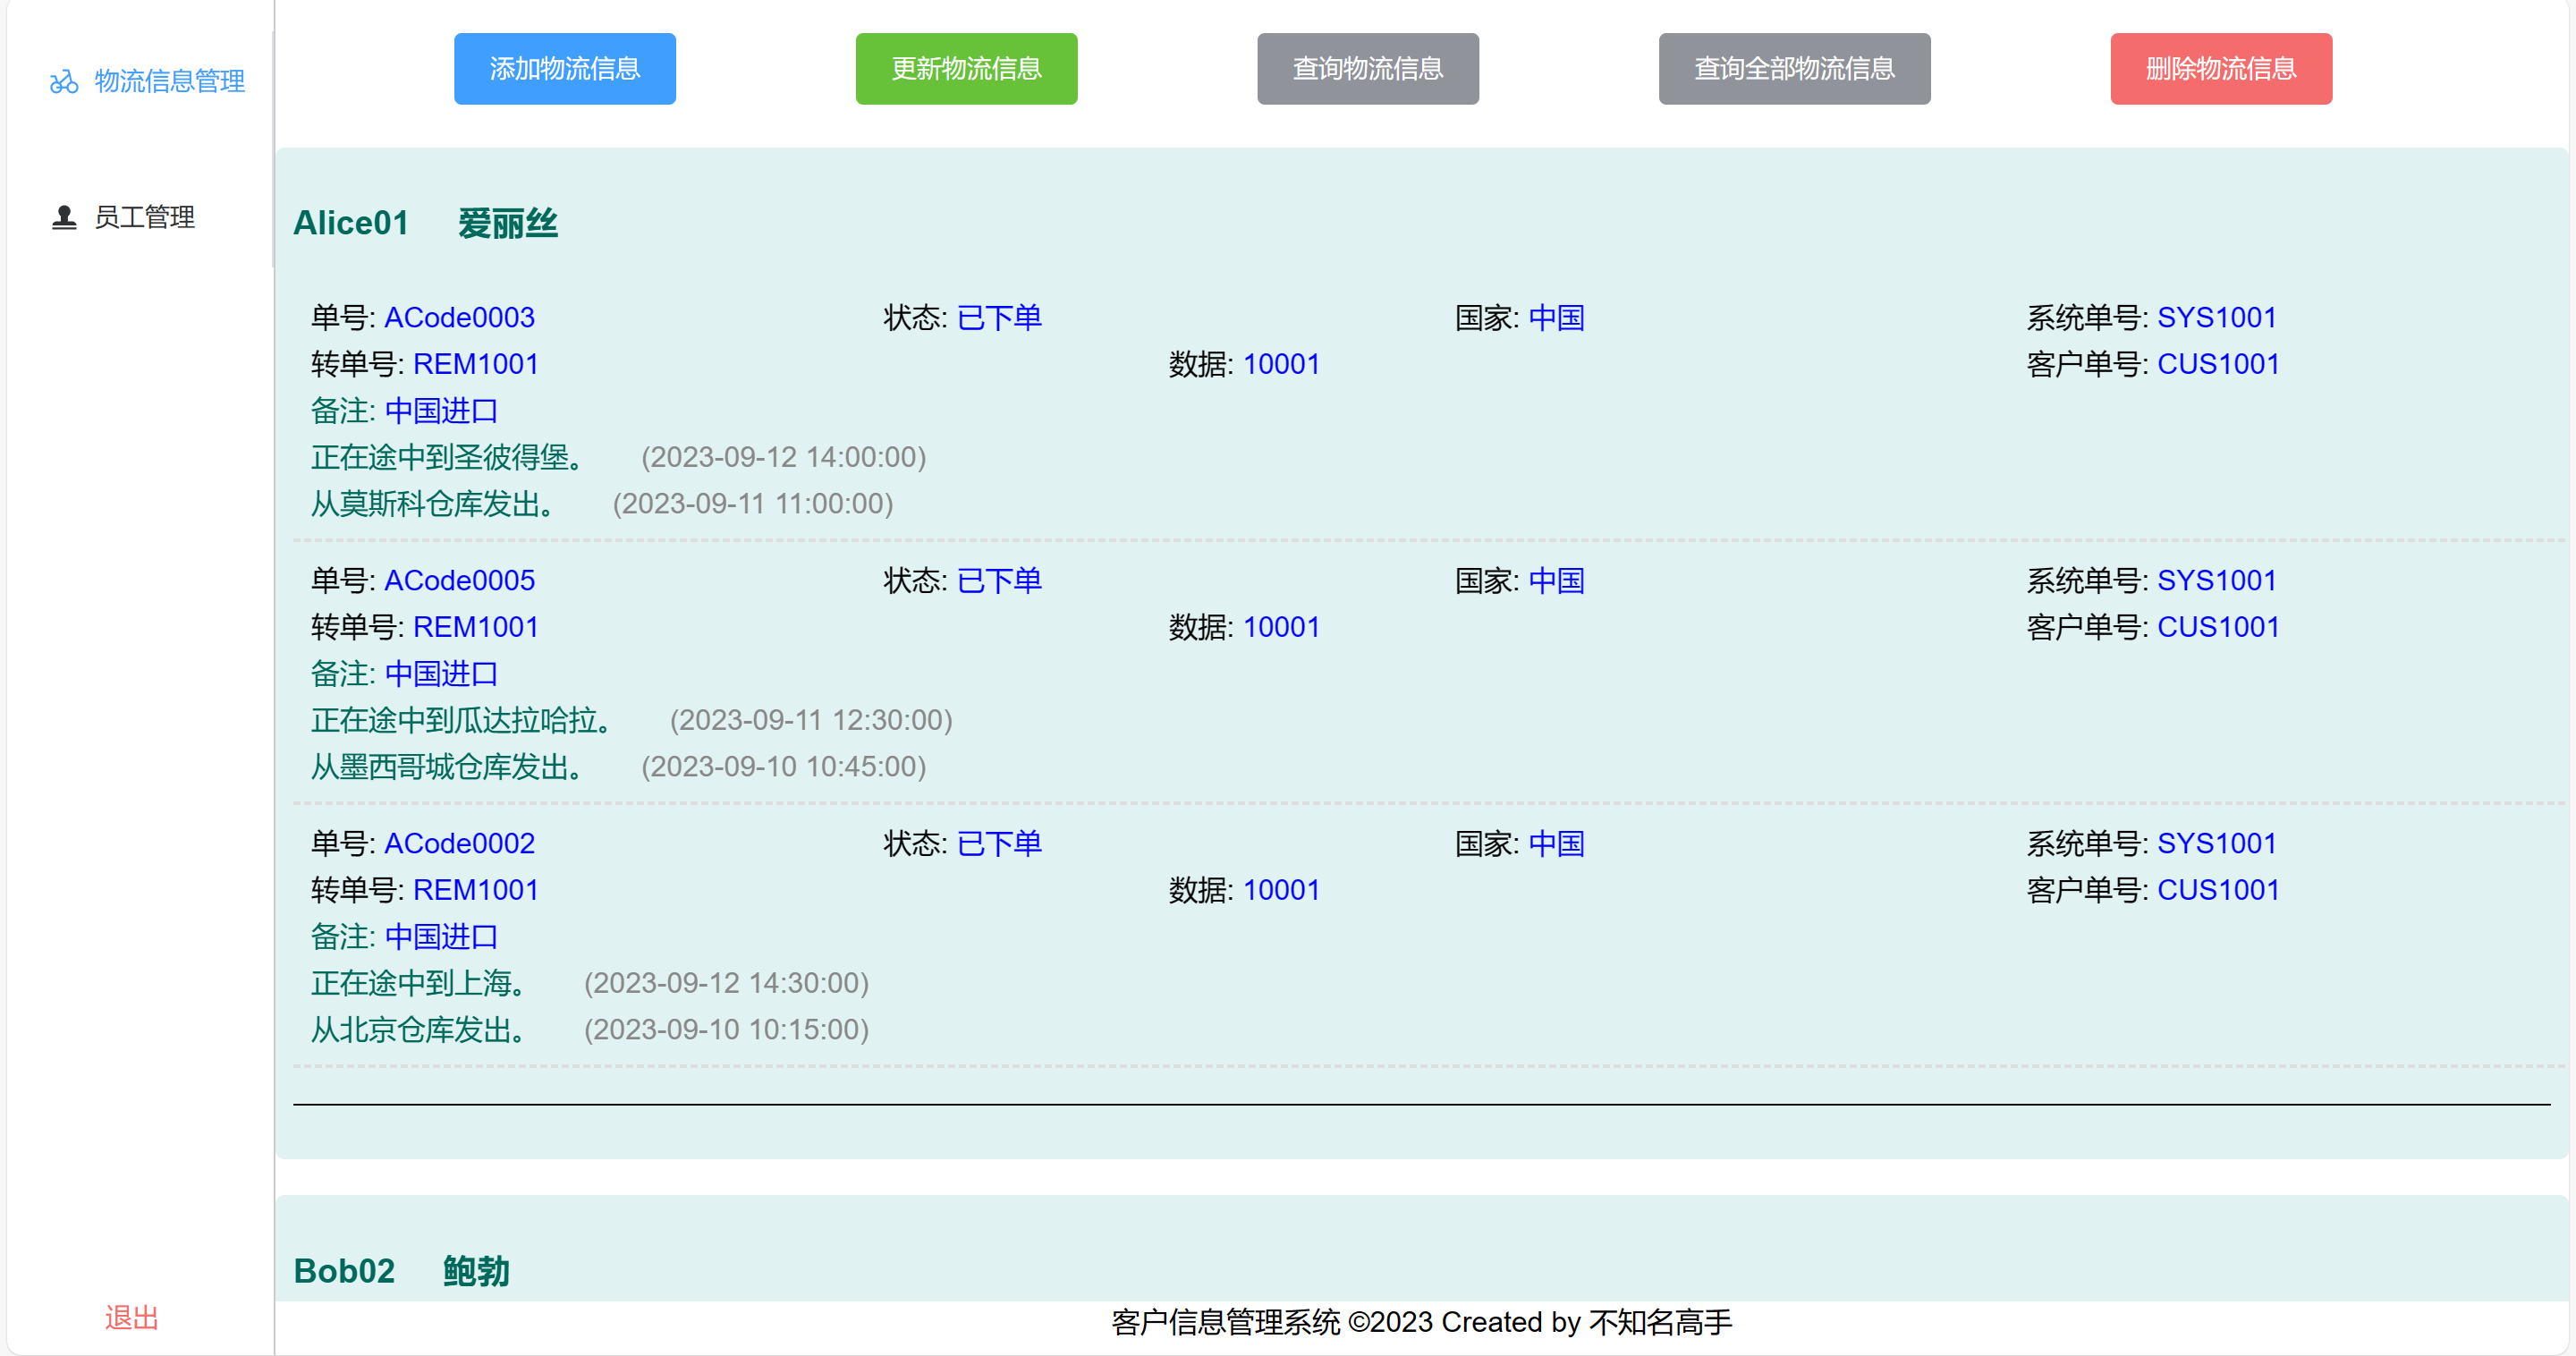 物流信息管理
员工管理
退出
添加物流信息 更新物流信息 查询物流信息 查询全部物流信息 删除物流信息
Alice01 爱丽丝
单号: ACode0003 状态: 已下单 国家: 中国 系统单号: SYS1001
转单号: REM1001 数据: 10001 客户单号: CUS1001
备注: 中国进口
正在途中到圣彼得堡。 (2023-09-12 14:00:00)
从莫斯科仓库发出。 (2023-09-11 11:00:00)
单号: ACode0005 状态: 已下单 国家: 中国 系统单号: SYS1001
转单号: REM1001 数据: 10001 客户单号: CUS1001
备注: 中国进口
正在途中到瓜达拉哈拉。 (2023-09-11 12:30:00)
从墨西哥城仓库发出。 (2023-09-10 10:45:00)
单号: ACode0002 状态: 已下单 国家: 中国 系统单号: SYS1001
转单号: REM1001 数据: 10001 客户单号: CUS1001
备注: 中国进口
正在途中到上海。 (2023-09-12 14:30:00)
从北京仓库发出。 (2023-09-10 10:15:00)
Bob02 鲍勃
客户信息管理系统 ©2023 Created by 不知名高手